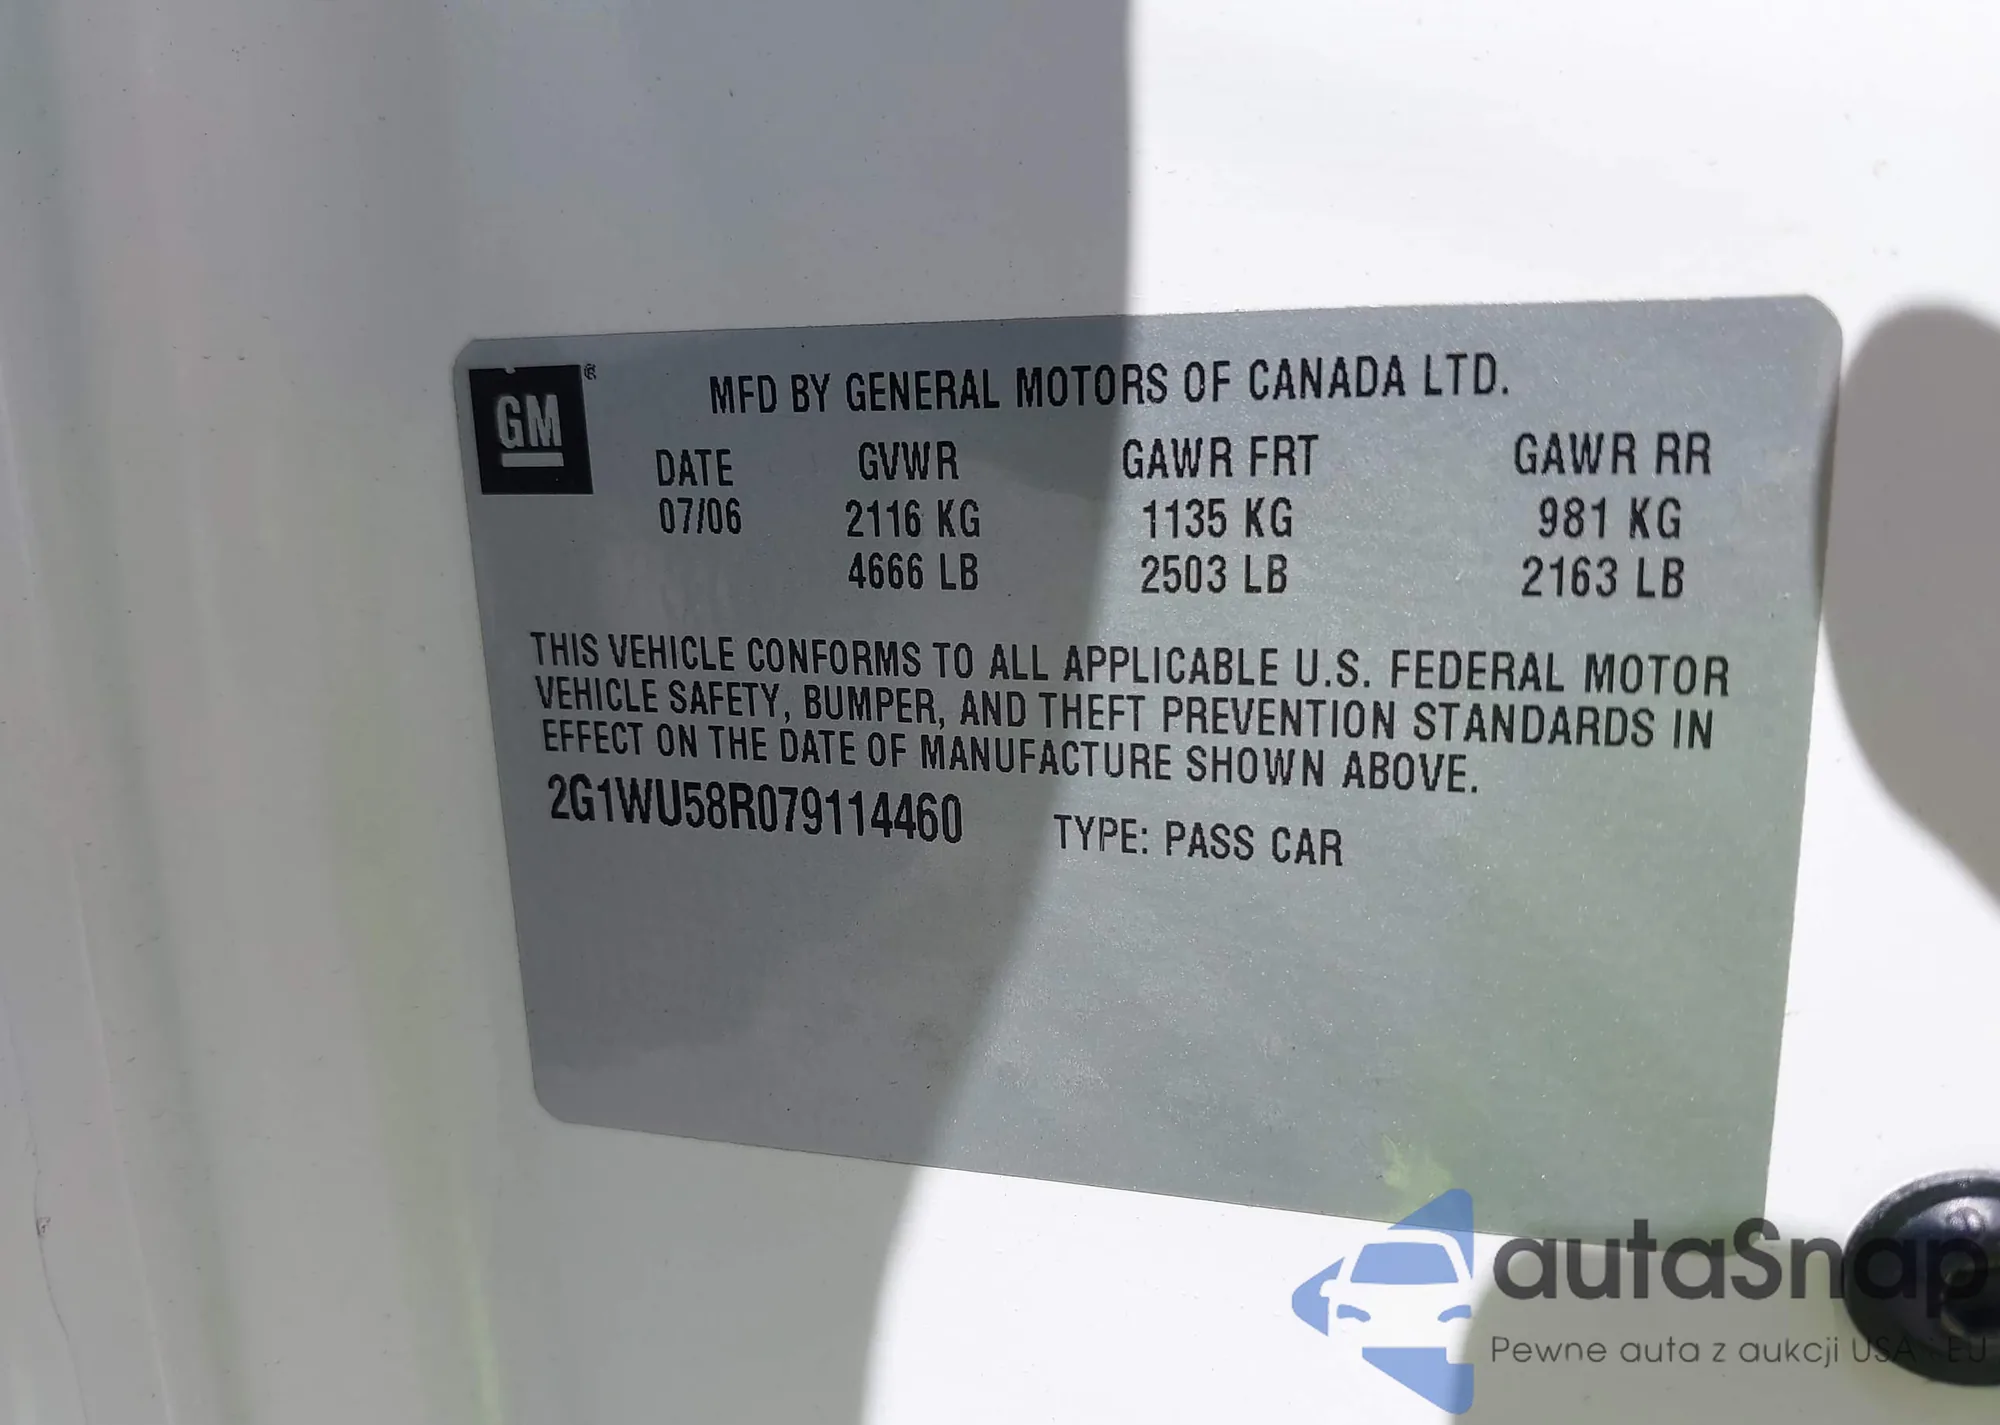 GM ®
MFD BY GENERAL MOTORS OF CANADA LTD.
DATE GVWR GAWR FRT GAWR RR
07/06 2116 KG 1135 KG 981 KG
4666 LB 2503 LB 2163 LB
THIS VEHICLE CONFORMS TO ALL APPLICABLE U.S. FEDERAL MOTOR
VEHICLE SAFETY, BUMPER, AND THEFT PREVENTION STANDARDS IN
EFFECT ON THE DATE OF MANUFACTURE SHOWN ABOVE.
2G1WU58R079114460 TYPE: PASS CAR
autaSnap
Pewne auta z aukcji USA i EU